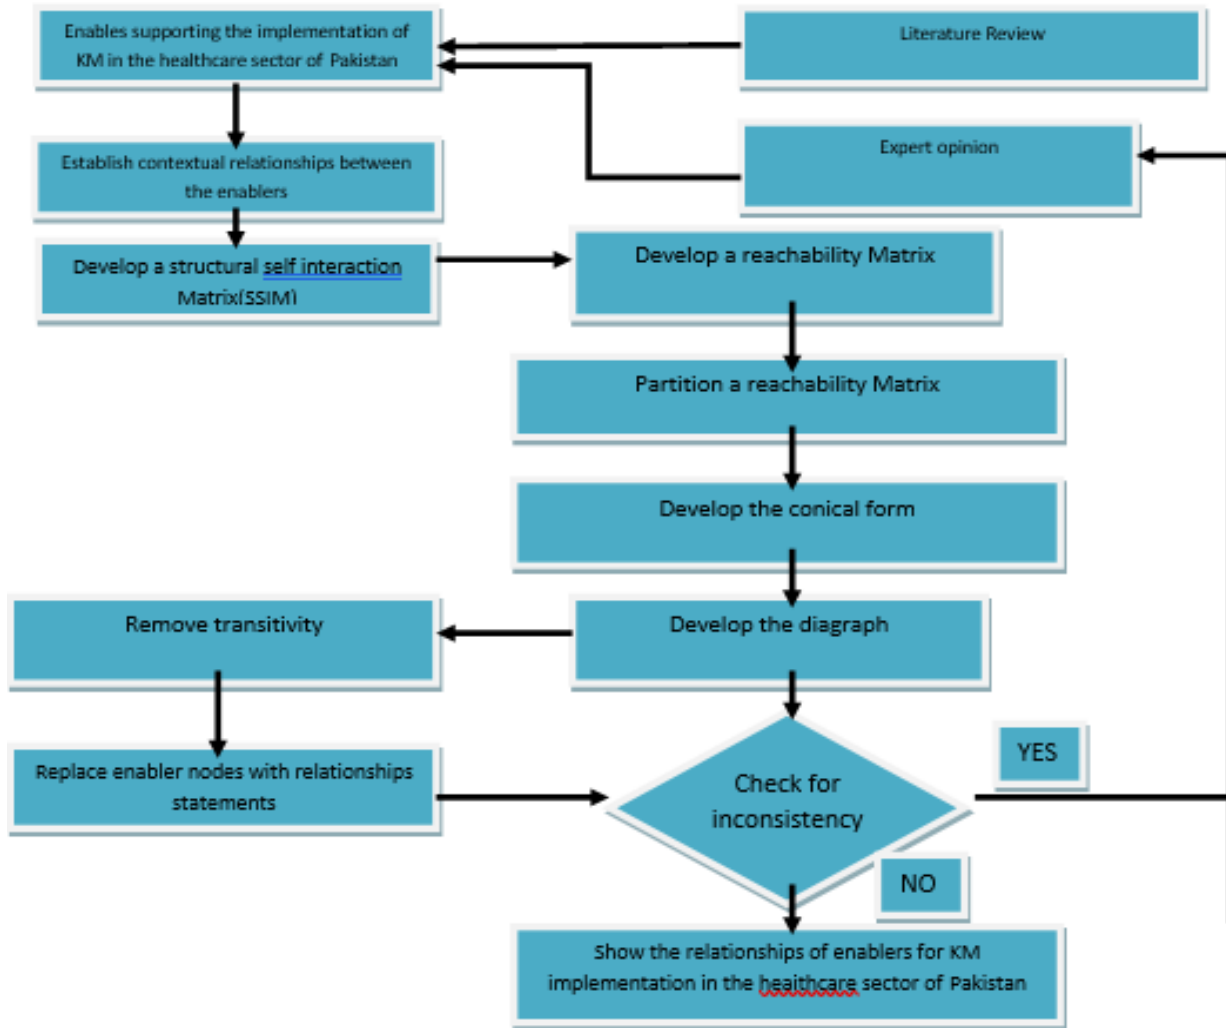 Enables supporting the implementation of
KM in the healthcare sector of Pakistan
Literature Review
Expert opinion
Establish contextual relationships between
the enablers
Develop a structural self interaction
Matrix(SSIM)
Develop a reachability Matrix
Partition a reachability Matrix
Develop the conical form
Remove transitivity
Develop the diagraph
Replace enabler nodes with relationships
statements
Check for
inconsistency
YES
NO
Show the relationships of enablers for KM
implementation in the heaithcare sector of Pakistan